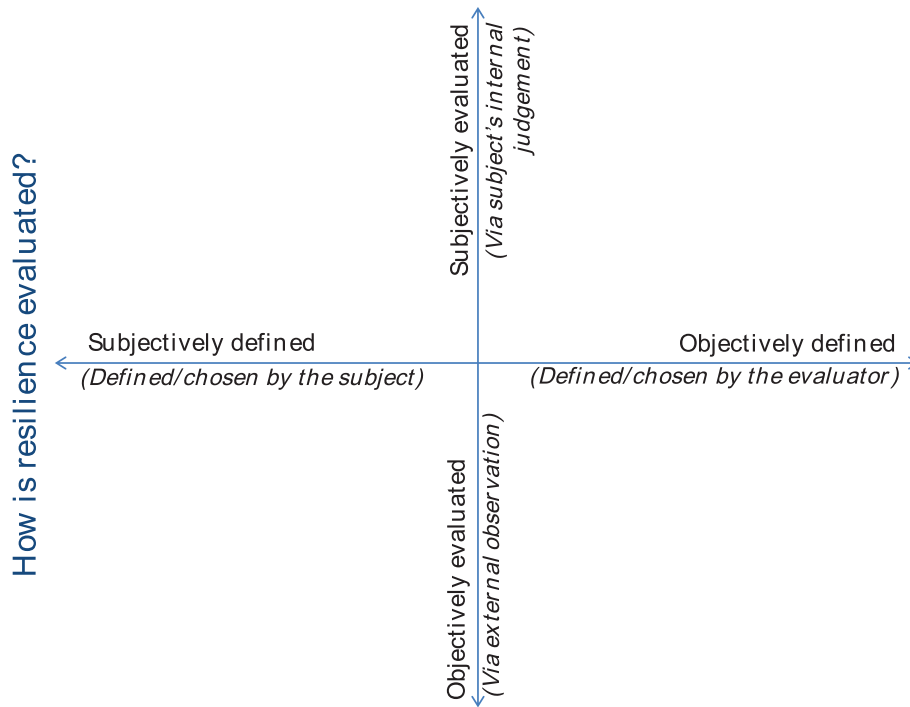 How is resilience evaluated?
Subjectively evaluated
(Via subject's internal
judgement)
Subjectively defined
(Defined/chosen by the subject)
Objectively defined
(Defined/chosen by the evaluator)
Objectively evaluated
(Via external observation)